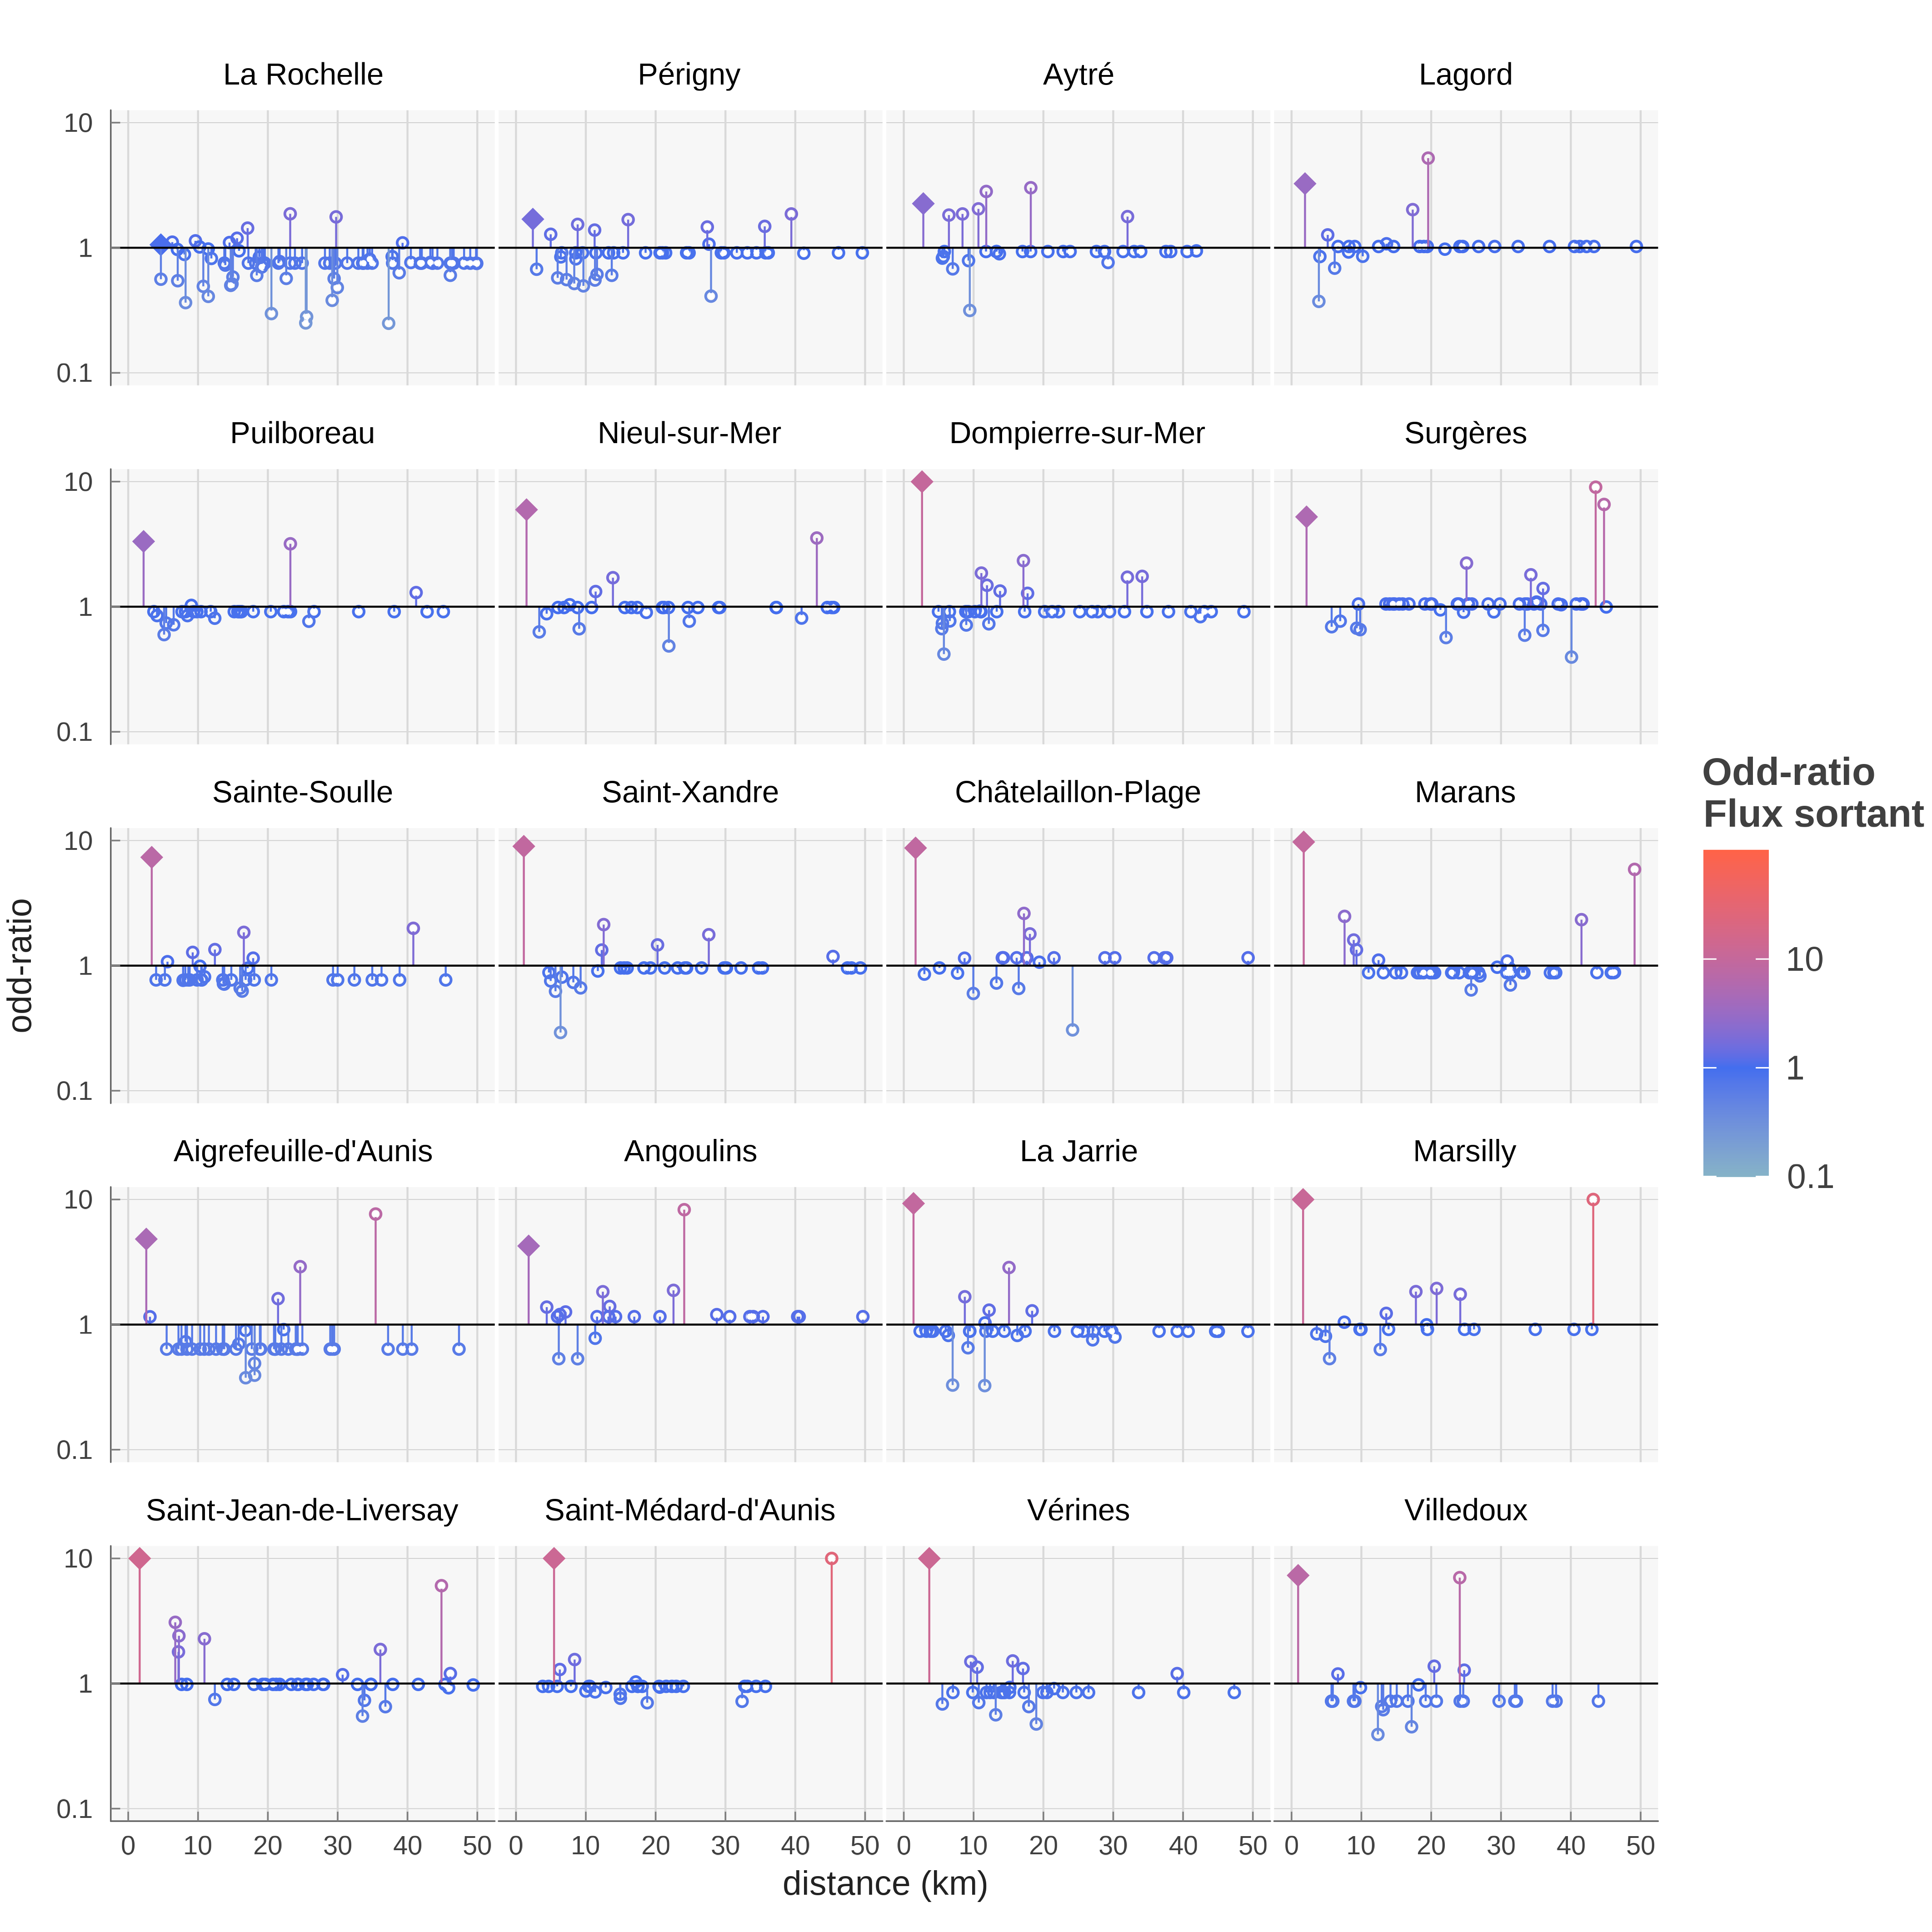 La Rochelle Périgny Aytré Lagord
10
1
0.1
Puilboreau Nieul-sur-Mer Dompierre-sur-Mer Surgères
10
1
0.1
Sainte-Soulle Saint-Xandre Châtelaillon-Plage Marans
10
1
0.1
Aigrefeuille-d'Aunis Angoulins La Jarrie Marsilly
10
1
0.1
Saint-Jean-de-Liversay Saint-Médard-d'Aunis Vérines Villedoux
10
1
0.1
0 10 20 30 40 50 0 10 20 30 40 50 0 10 20 30 40 50 0 10 20 30 40 50
distance (km)
odd-ratio
Odd-ratio
Flux sortant
10
1
0.1